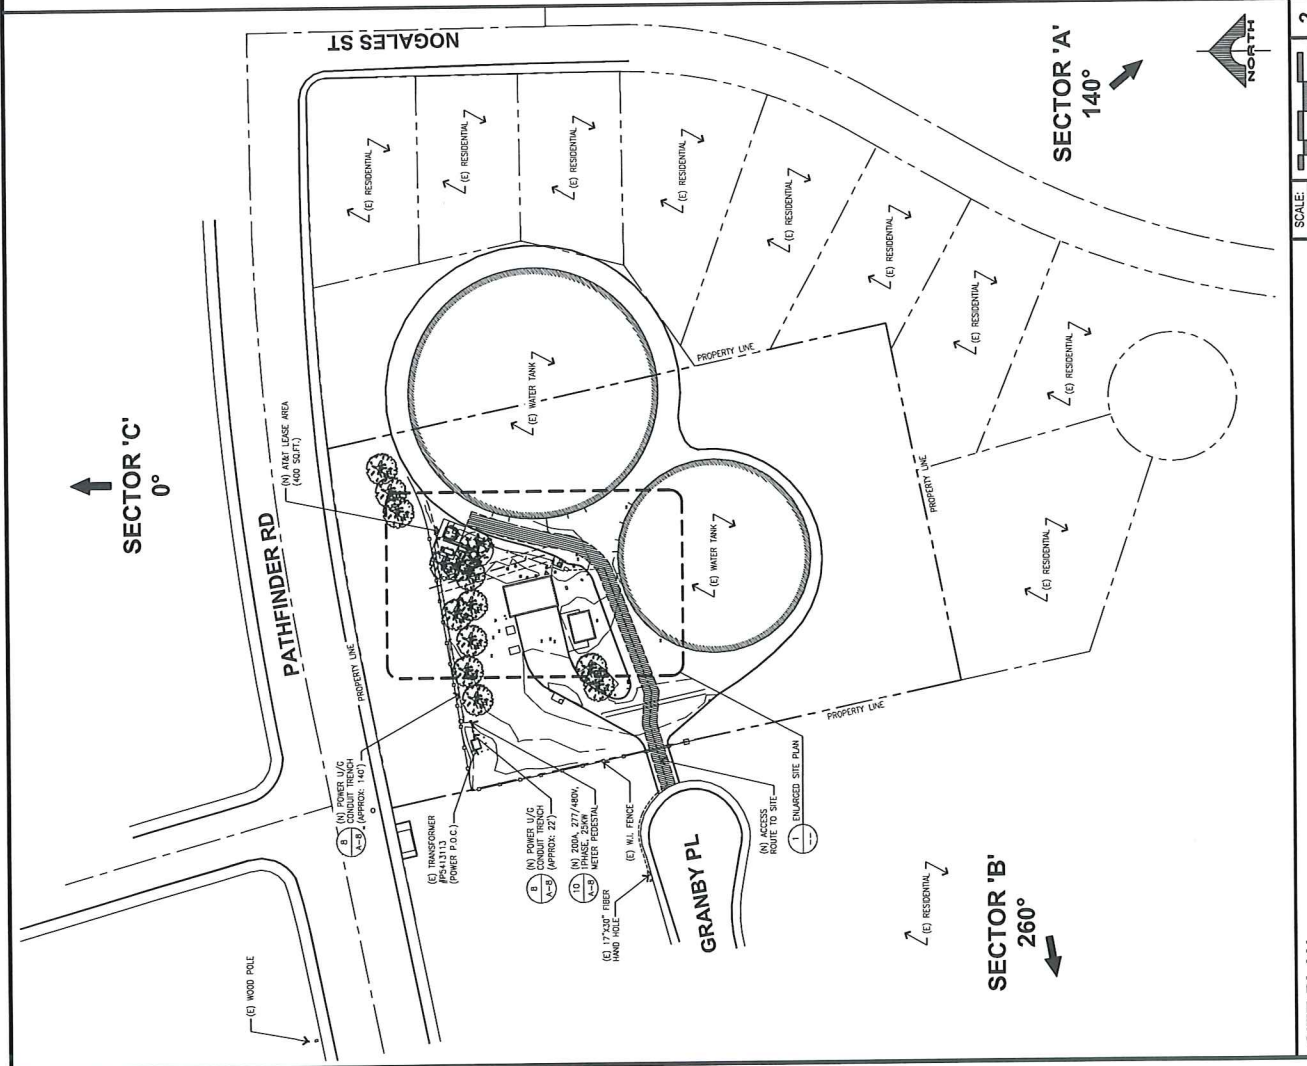 NOGALES ST
SECTOR 'A'
140°
NORTH
SCALE:
2
(E) RESIDENTIAL
(E) RESIDENTIAL
(E) RESIDENTIAL
(E) RESIDENTIAL
(E) RESIDENTIAL
(E) RESIDENTIAL
(E) RESIDENTIAL
(E) RESIDENTIAL
(E) RESIDENTIAL
(E) RESIDENTIAL
SECTOR 'C'
0°
PATHFINDER RD
(N) AT&T LEASE AREA
(400 SQ.FT.)
(E) WATER TANK
(E) WATER TANK
PROPERTY LINE
PROPERTY LINE
PROPERTY LINE
PROPERTY LINE
8
A-8
(N) POWER U/G
CONDUIT TRENCH
(APPROX: 140')
(E) TRANSFORMER
#P5413113
(POWER P.O.C.)
8
A-8
(N) POWER U/G
CONDUIT TRENCH
(APPROX: 22')
10
A-8
(N) 200A, 277/480V,
1PHASE, 25KW
METER PEDESTAL
(E) 17"X30" FIBER
HAND HOLE
(E) W.I. FENCE
(N) ACCESS
ROUTE TO SITE
1
ENLARGED SITE PLAN
GRANBY PL
(E) WOOD POLE
SECTOR 'B'
260°